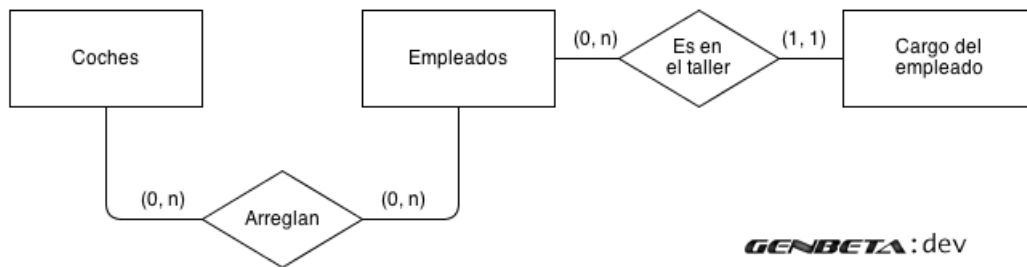 Coches
Empleados
(0, n)
Es en
el taller
(1, 1)
Cargo del
empleado
(0, n)
Arreglan
(0, n)
GENBETA:dev